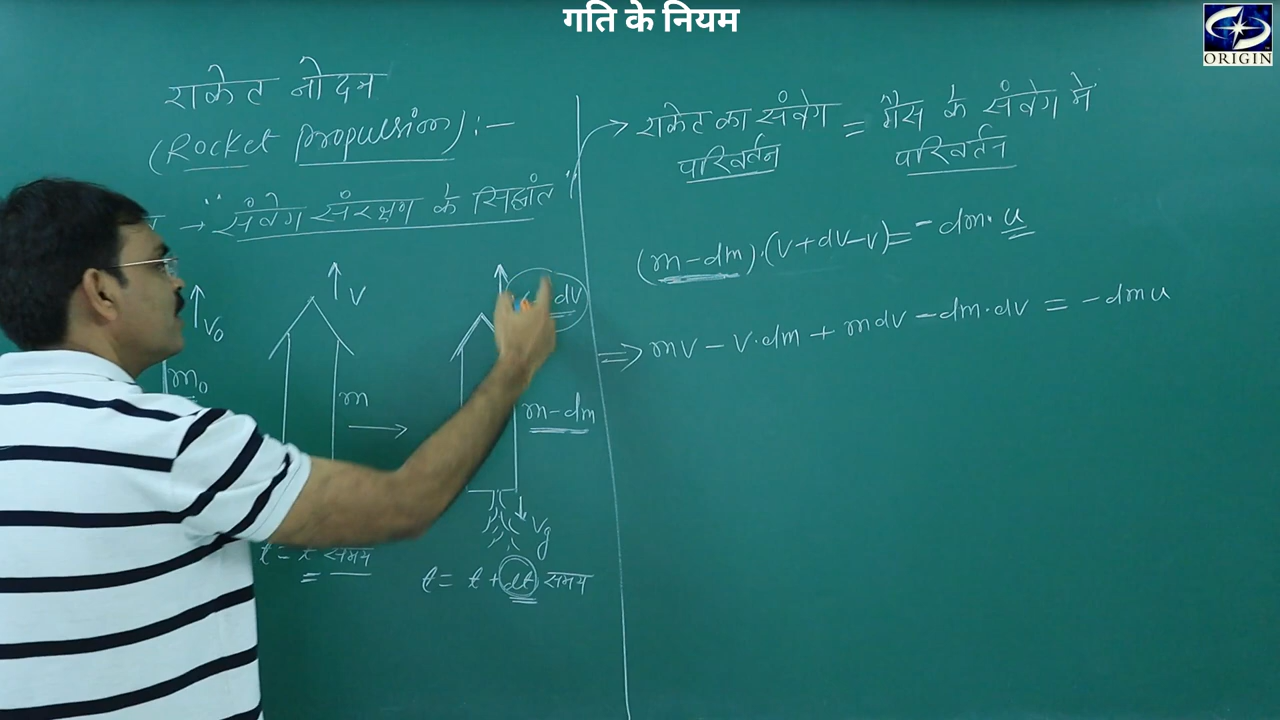 गति के नियम
ORIGIN
राकेट नोदन
(Rocket Propulsion) :-
→ "संवेग संरक्षण के सिद्धांत"
V₀
m₀
V
m
t = t समय
dv
m-dm
Vg
t = t + dt समय
→ राकेट का संवेग परिवर्तन = गैस के संवेग में परिवर्तन
(m-dm)·(V+dV-V) = -dm·u
⇒ mv - v·dm + mdv - dm·dv = -dmu